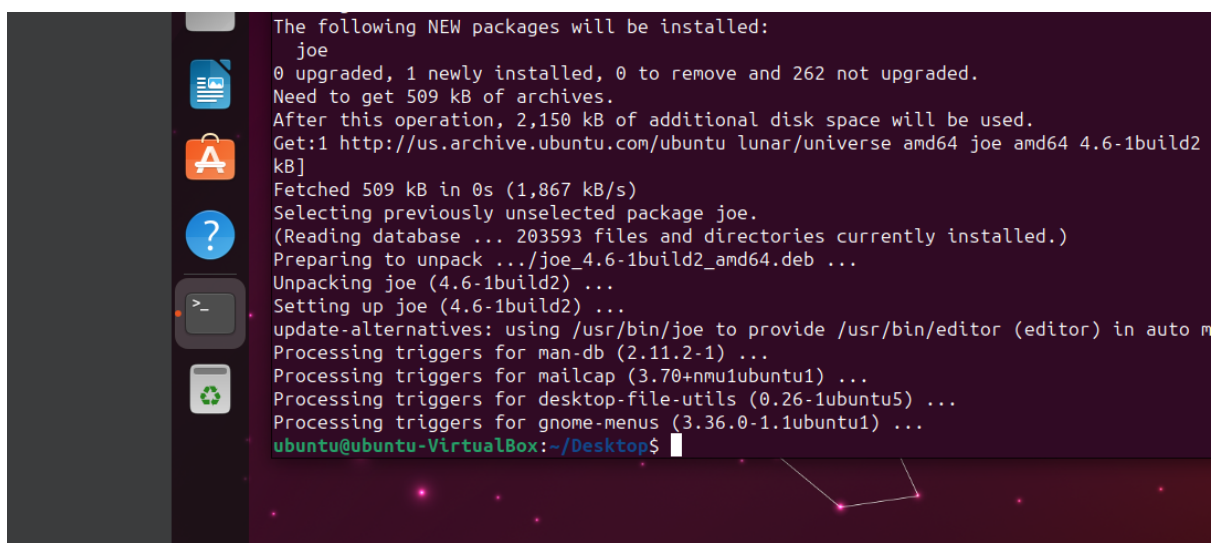 The following NEW packages will be installed:
  joe
0 upgraded, 1 newly installed, 0 to remove and 262 not upgraded.
Need to get 509 kB of archives.
After this operation, 2,150 kB of additional disk space will be used.
Get:1 http://us.archive.ubuntu.com/ubuntu lunar/universe amd64 joe amd64 4.6-1build2
kB]
Fetched 509 kB in 0s (1,867 kB/s)
Selecting previously unselected package joe.
(Reading database ... 203593 files and directories currently installed.)
Preparing to unpack .../joe_4.6-1build2_amd64.deb ...
Unpacking joe (4.6-1build2) ...
Setting up joe (4.6-1build2) ...
update-alternatives: using /usr/bin/joe to provide /usr/bin/editor (editor) in auto m
Processing triggers for man-db (2.11.2-1) ...
Processing triggers for mailcap (3.70+nmu1ubuntu1) ...
Processing triggers for desktop-file-utils (0.26-1ubuntu5) ...
Processing triggers for gnome-menus (3.36.0-1.1ubuntu1) ...
ubuntu@ubuntu-VirtualBox:~/Desktop$